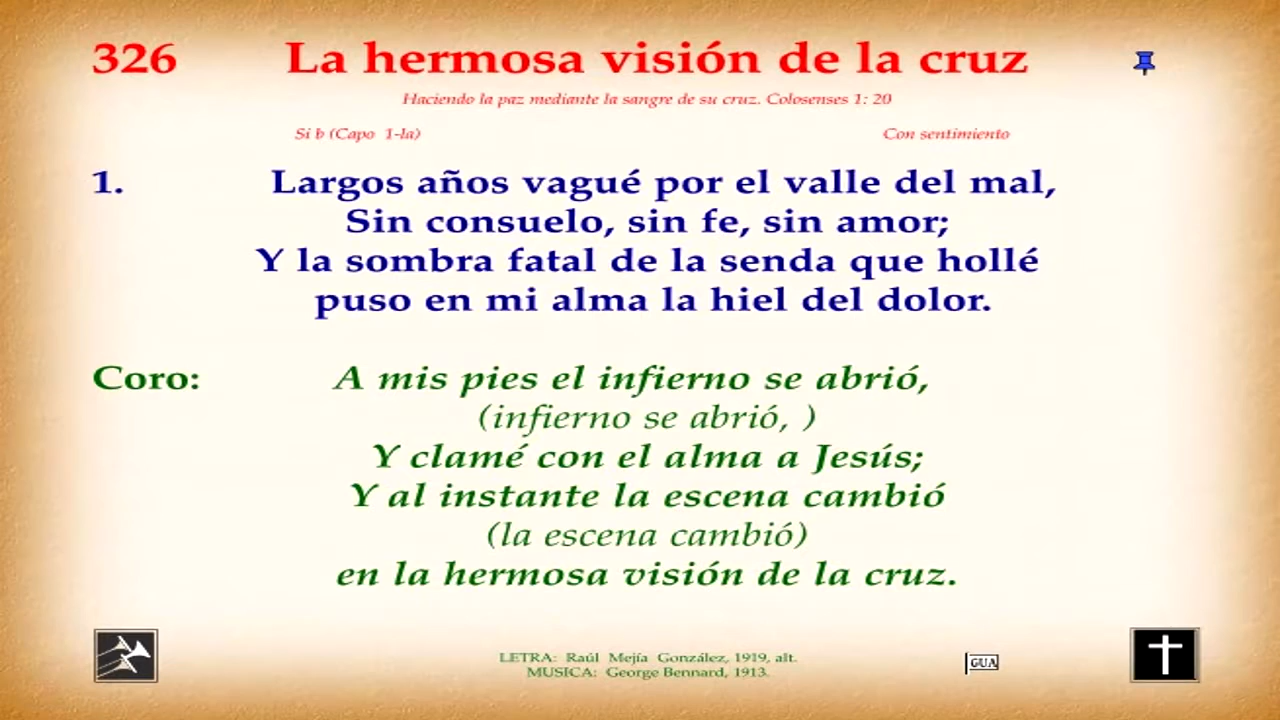 326 La hermosa visión de la cruz
Haciendo la paz mediante la sangre de su cruz. Colosenses 1: 20
Si b (Capo 1-la) Con sentimiento
1. Largos años vagué por el valle del mal,
Sin consuelo, sin fe, sin amor;
Y la sombra fatal de la senda que hollé
puso en mi alma la hiel del dolor.
Coro: A mis pies el infierno se abrió,
(infierno se abrió, )
Y clamé con el alma a Jesús;
Y al instante la escena cambió
(la escena cambió)
en la hermosa visión de la cruz.
LETRA: Raúl Mejía González, 1919, alt.
MUSICA: George Bennard, 1913.
GUA